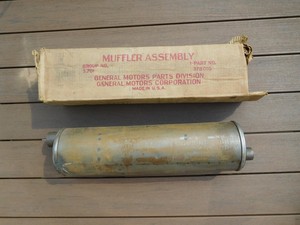 MUFFLER ASSEMBLY
GROUP NO.
PART NO.
GENERAL MOTORS PARTS DIVISION
GENERAL MOTORS CORPORATION
MADE IN U.S.A.